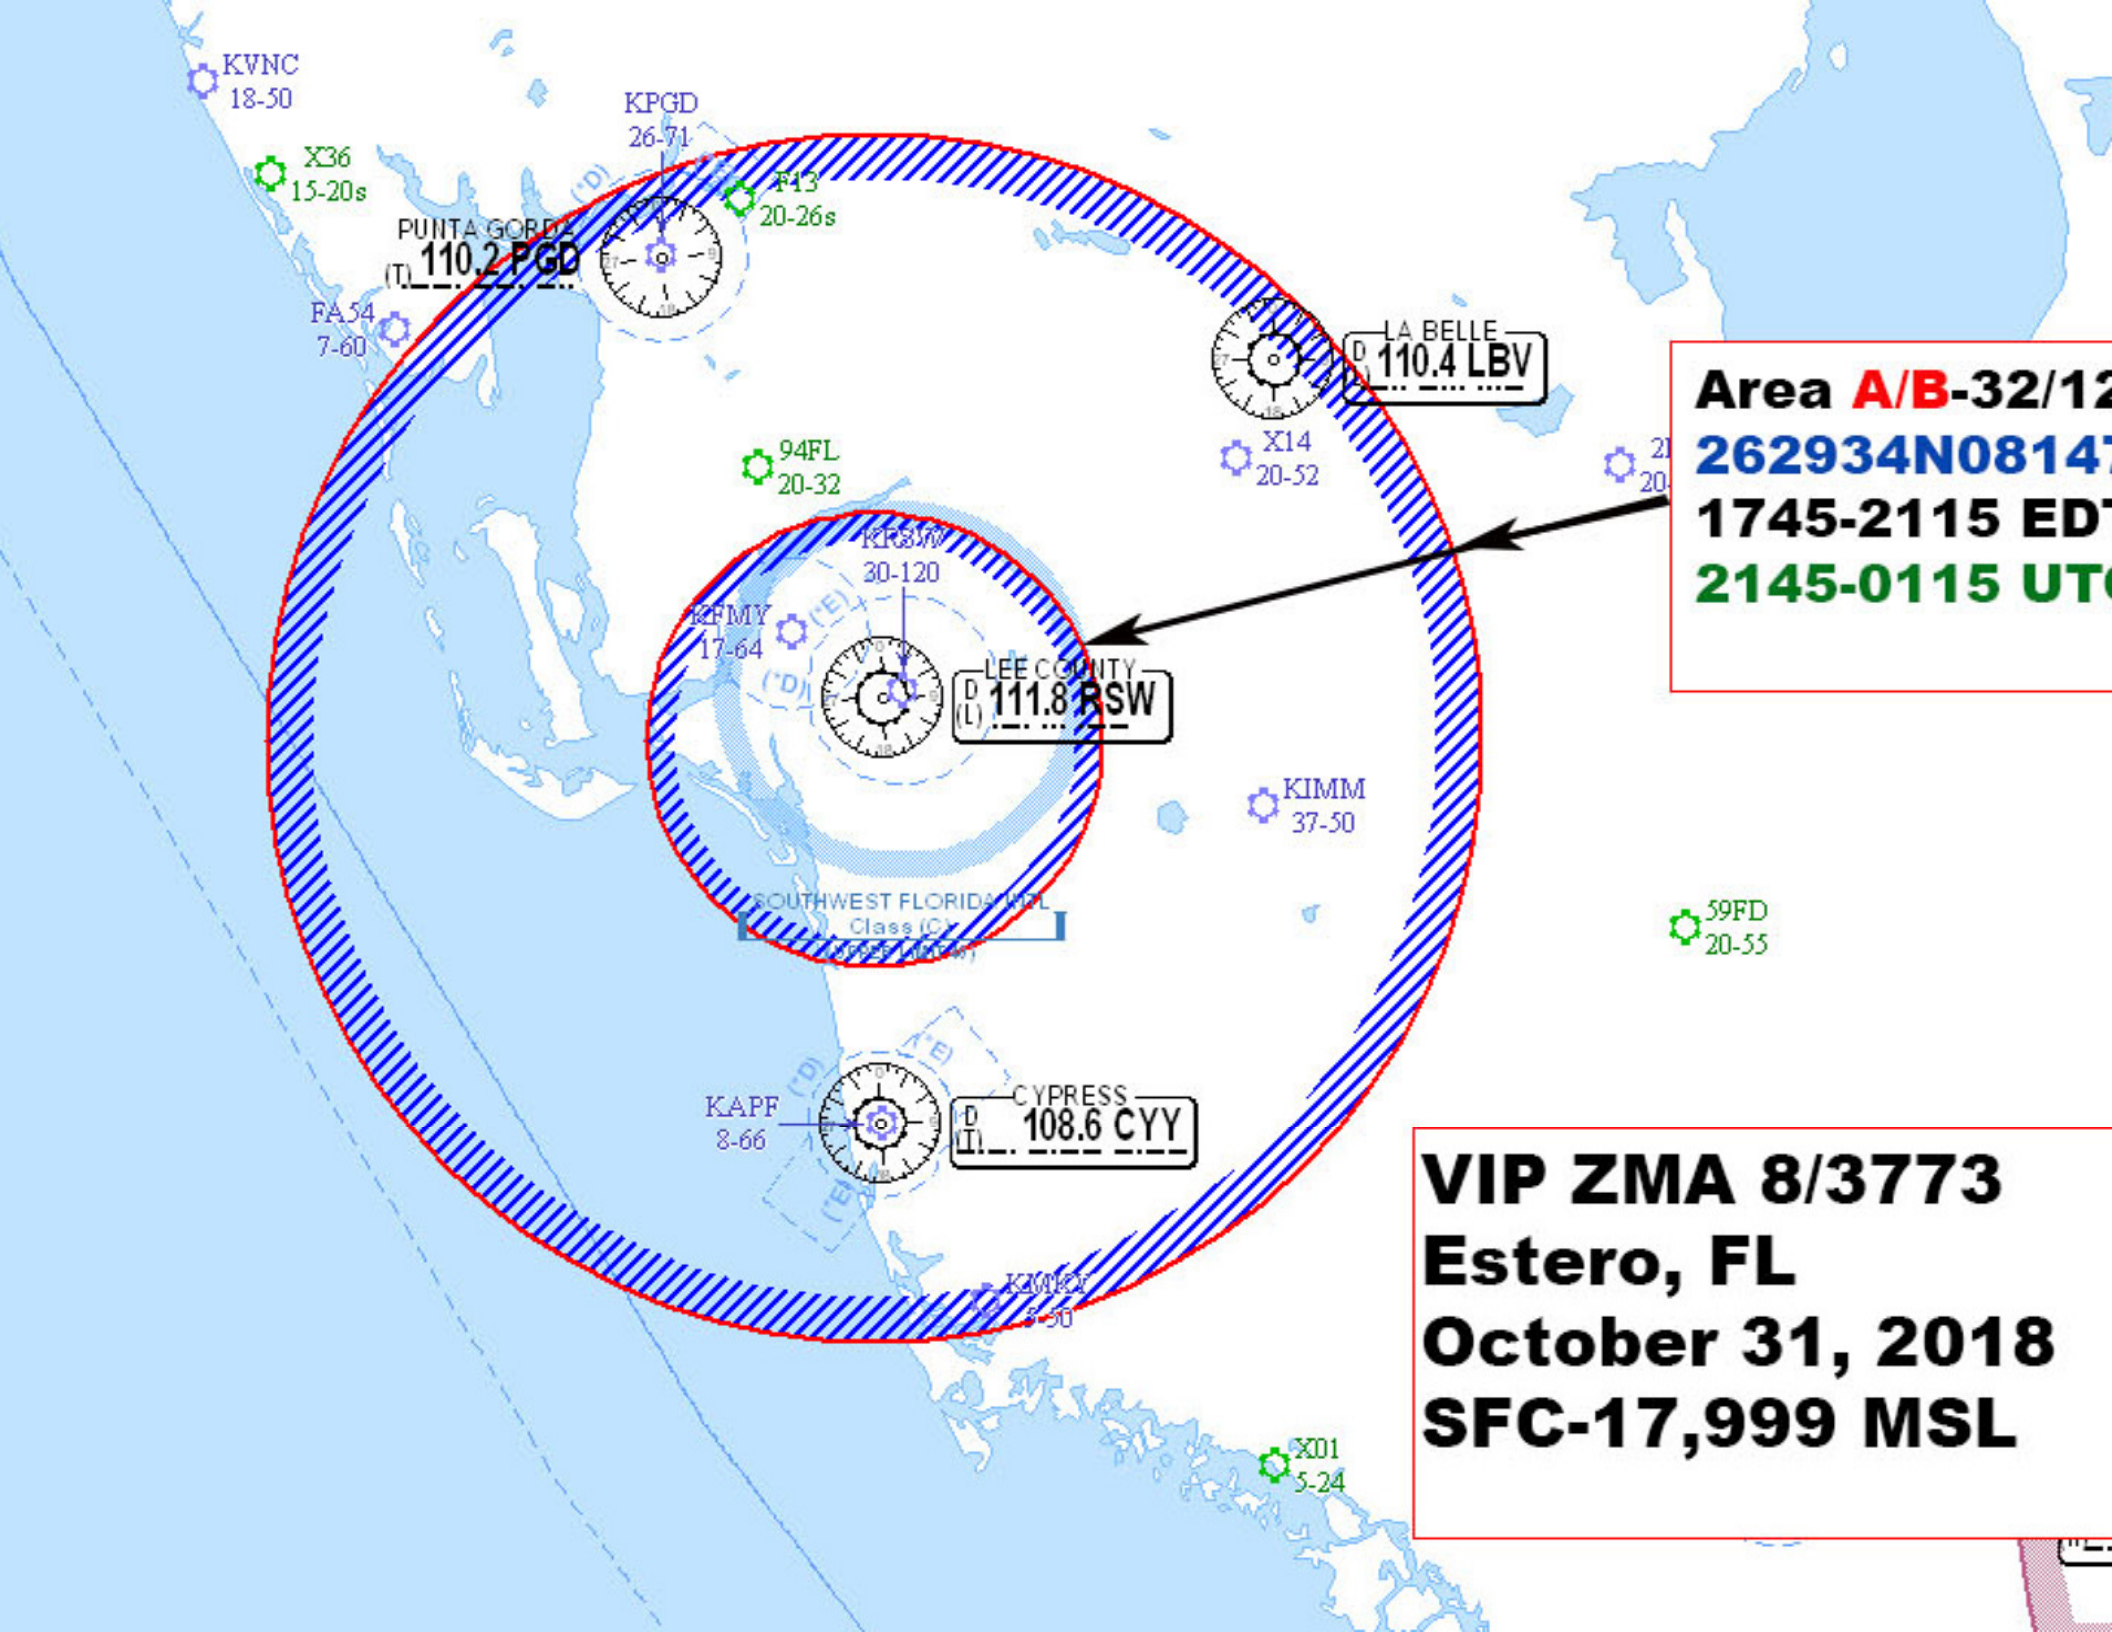 KVNC
18-50
X36
15-20s
KPGD
26-71
F13
20-26s
(*D)
PUNTA GORDA
(T) 110.2 PGD
FA54
7-60
LA BELLE
D
110.4 LBV
X14
20-52
94FL
20-32
Area A/B-32/12
262934N08147
1745-2115 EDT
2145-0115 UTC
KRSW
30-120
KFMY
17-64
(*E)
(*D)
LEE COUNTY
D
(L) 111.8 RSW
KIMM
37-50
SOUTHWEST FLORIDA INTL
Class (C)
59FD
20-55
(*D)
(*E)
KAPF
8-66
CYPRESS
D
108.6 CYY
(*E)
KMKY
5-50
VIP ZMA 8/3773
Estero, FL
October 31, 2018
SFC-17,999 MSL
X01
5-24